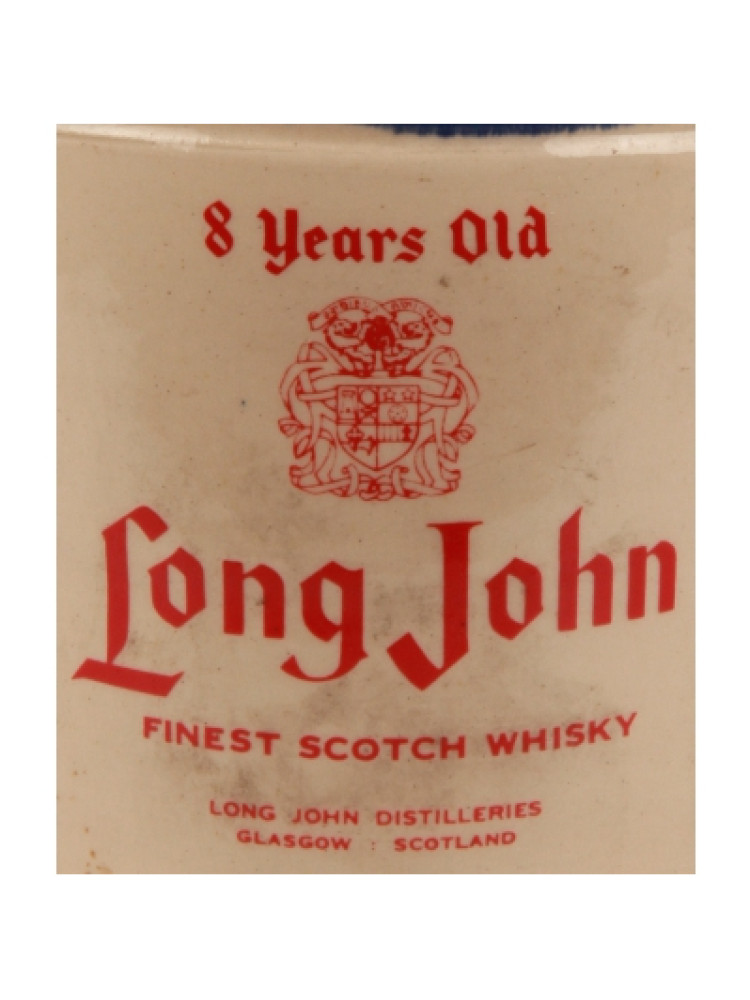 8 Years Old
Long John
FINEST SCOTCH WHISKY
LONG JOHN DISTILLERIES
GLASGOW : SCOTLAND